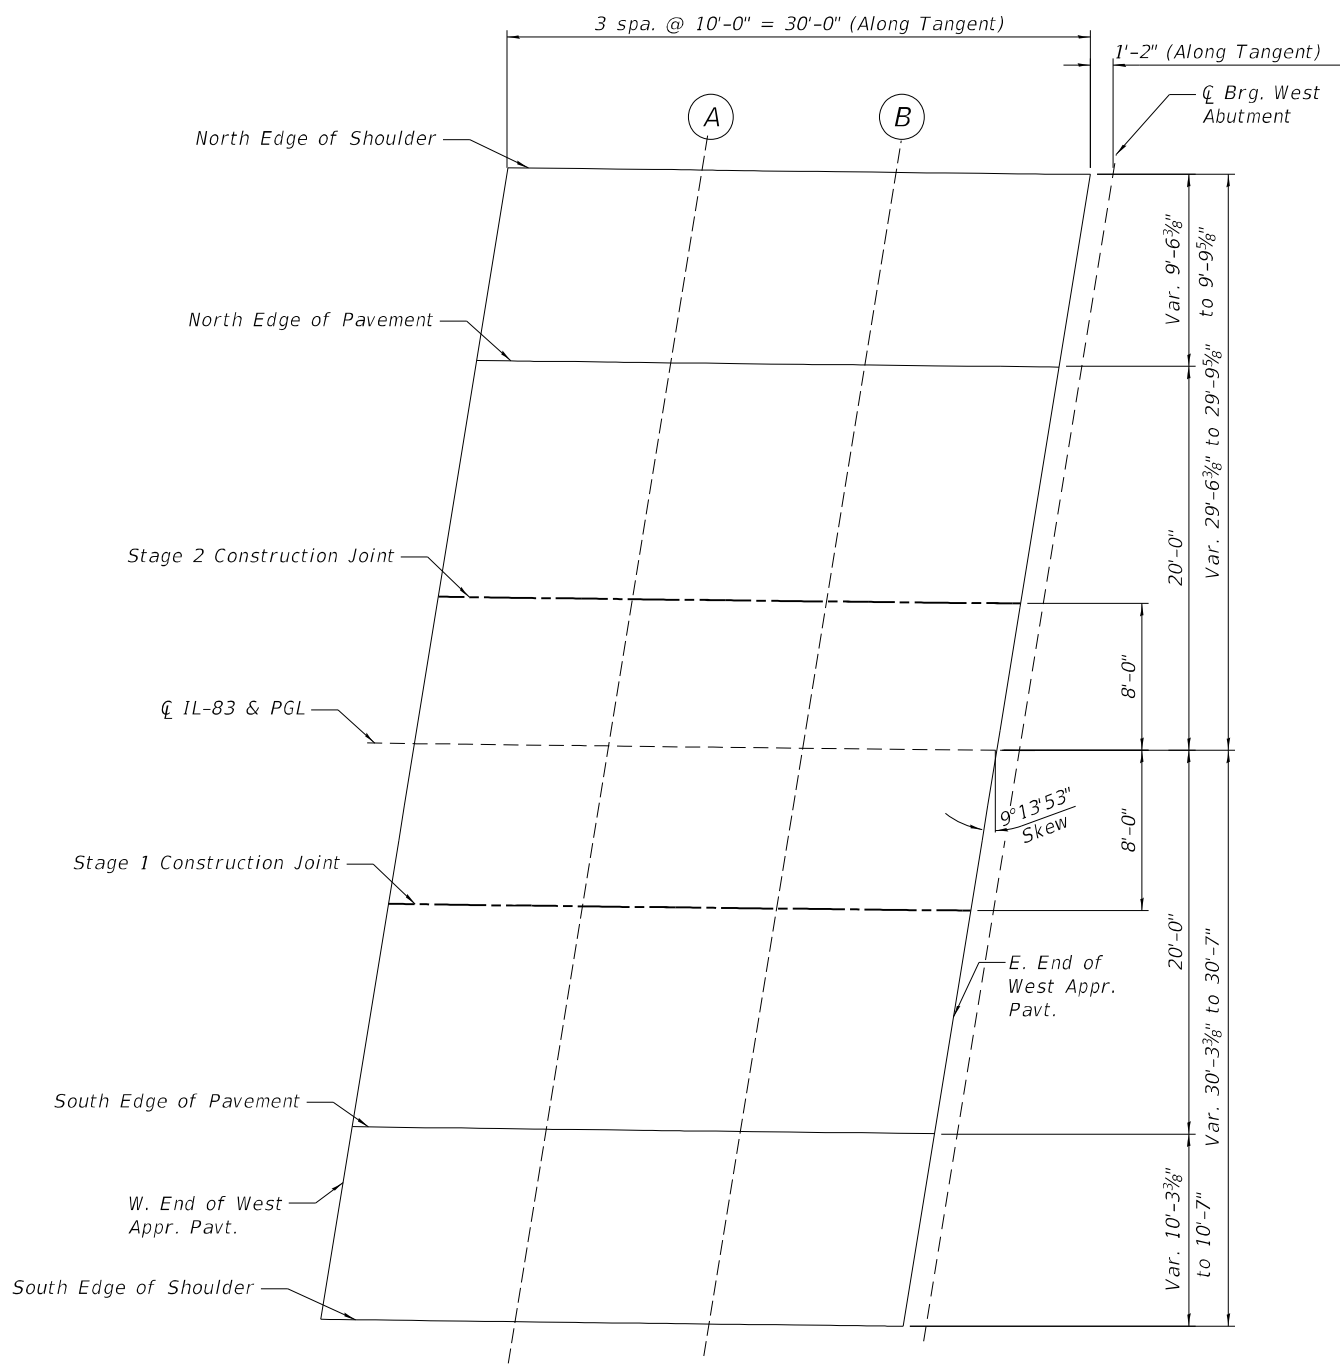 3 spa. @ 10'-0" = 30'-0" (Along Tangent)
1'-2" (Along Tangent)
℄ Brg. West
Abutment
A
B
North Edge of Shoulder
Var. 9'-6⅜"
to 9'-9⅝"
North Edge of Pavement
Var. 29'-6⅜" to 29'-9⅝"
20'-0"
Stage 2 Construction Joint
8'-0"
℄ IL-83 & PGL
9°13'53"
Skew
8'-0"
Stage 1 Construction Joint
20'-0"
Var. 30'-3⅜" to 30'-7"
E. End of
West Appr.
Pavt.
South Edge of Pavement
W. End of West
Appr. Pavt.
Var. 10'-3⅜"
to 10'-7"
South Edge of Shoulder